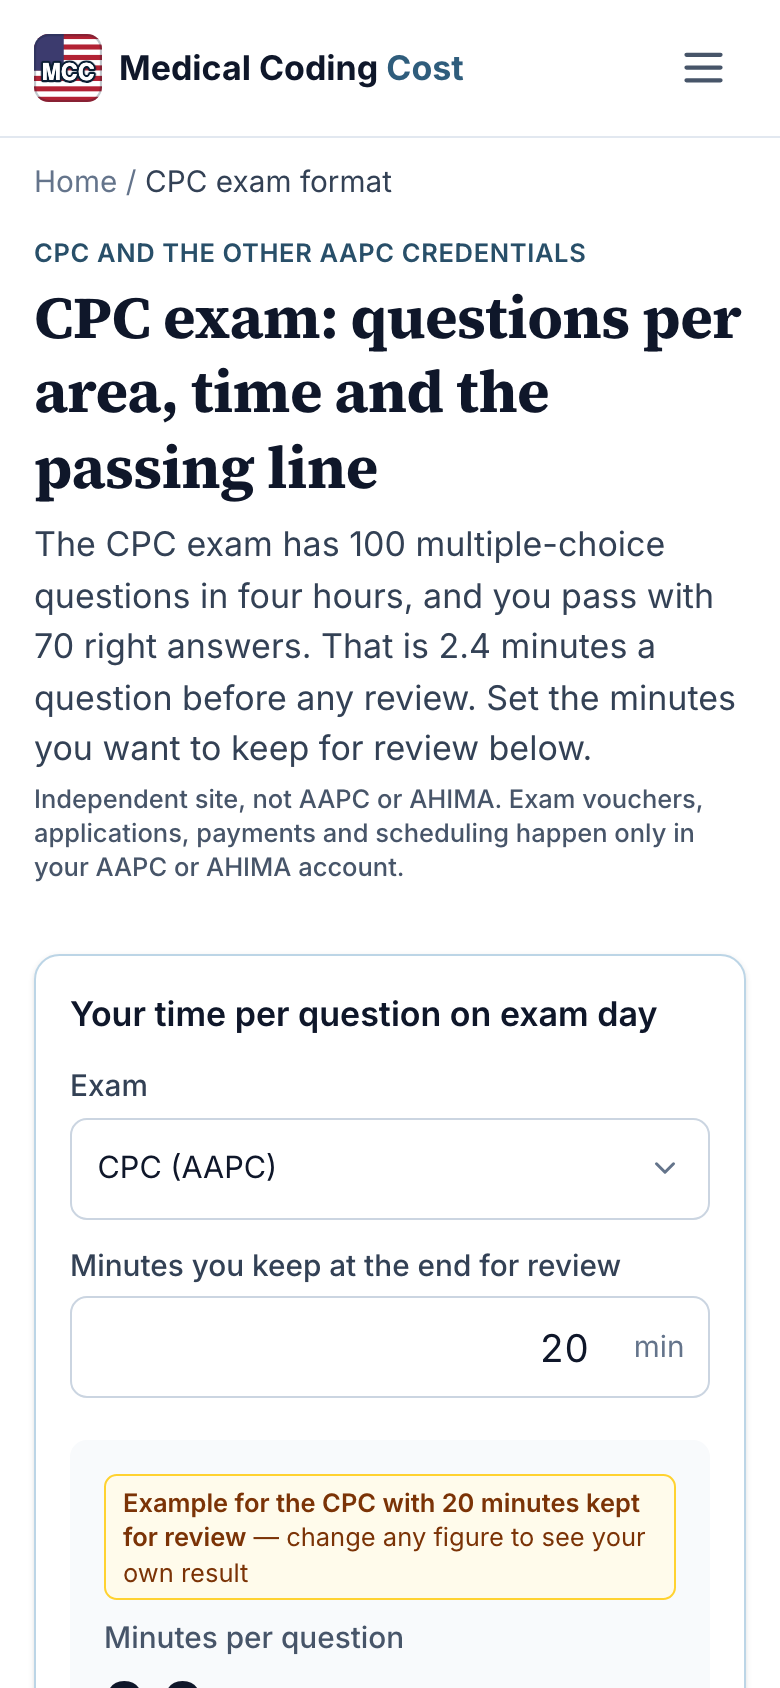 MCC
Medical Coding Cost
Home / CPC exam format
CPC AND THE OTHER AAPC CREDENTIALS
CPC exam: questions per
area, time and the
passing line
The CPC exam has 100 multiple-choice
questions in four hours, and you pass with
70 right answers. That is 2.4 minutes a
question before any review. Set the minutes
you want to keep for review below.
Independent site, not AAPC or AHIMA. Exam vouchers,
applications, payments and scheduling happen only in
your AAPC or AHIMA account.
Your time per question on exam day
Exam
CPC (AAPC)
Minutes you keep at the end for review
20 min
Example for the CPC with 20 minutes kept
for review — change any figure to see your
own result
Minutes per question